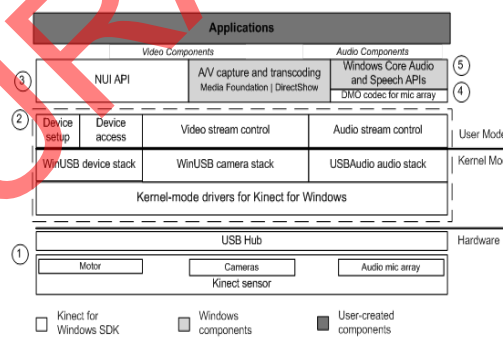 Applications
Video Components
Audio Components
3
NUI API
A/V capture and transcoding
Media Foundation | DirectShow
Windows Core Audio
and Speech APIs
5
DMO codec for mic array
4
2
Device
setup
Device
access
Video stream control
Audio stream control
User Mode
WinUSB device stack
WinUSB camera stack
USBAudio audio stack
Kernel Mod
Kernel-mode drivers for Kinect for Windows
1
USB Hub
Hardware
Motor
Cameras
Audio mic array
Kinect sensor
Kinect for
Windows SDK
Windows
components
User-created
components